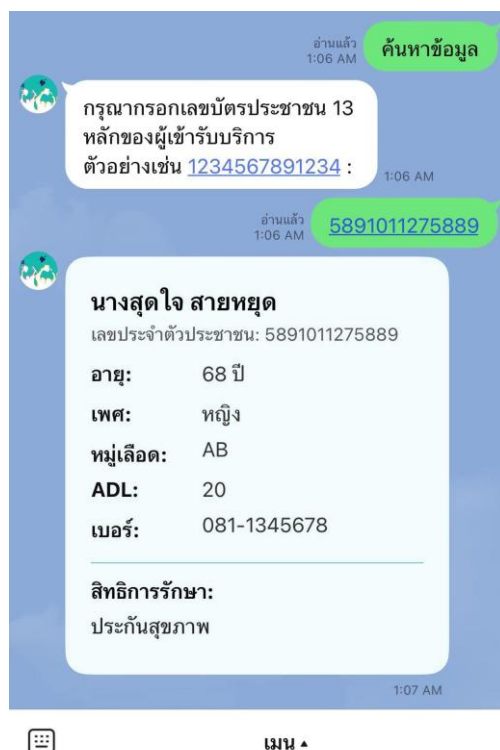 อ่านแล้ว
1:06 AM
ค้นหาข้อมูล
กรุณากรอกเลขบัตรประชาชน 13
หลักของผู้เข้ารับบริการ
ตัวอย่างเช่น 1234567891234 :
1:06 AM
อ่านแล้ว
1:06 AM
5891011275889
นางสุดใจ สายหยุด
เลขประจำตัวประชาชน: 5891011275889
อายุ: 68 ปี
เพศ: หญิง
หมู่เลือด: AB
ADL: 20
เบอร์: 081-1345678
สิทธิการรักษา:
ประกันสุขภาพ
1:07 AM
เมนู ▴